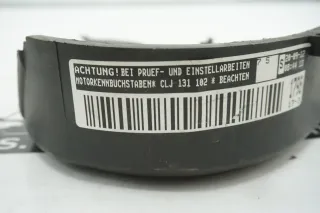 ACHTUNG! BEI PRUEF- UND EINSTELLARBEITEN
MOTORKENNBUCHSTABEN* CLJ 131 102 * BEACHTEN